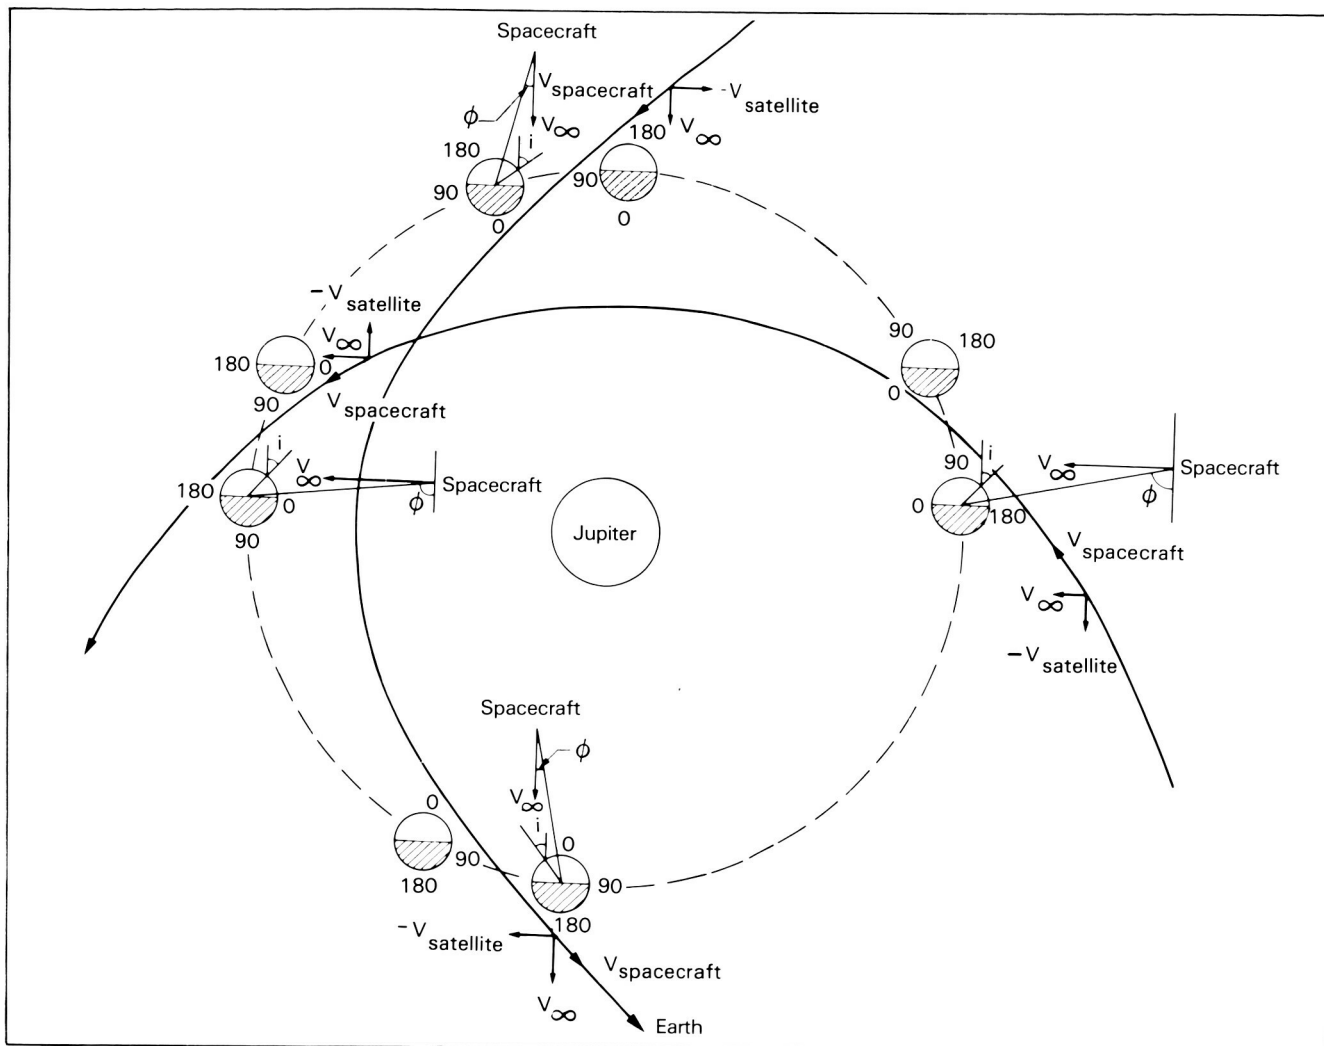 Spacecraft
V spacecraft
-V satellite
ϕ
V∞
V∞
i
180
180
90
90
0
0
-V satellite
V∞
90
180
180
0
0
90
V spacecraft
i
i
90
V∞
V∞
Spacecraft
Spacecraft
180
ϕ
ϕ
0
0
180
90
Jupiter
V spacecraft
V∞
-V satellite
Spacecraft
ϕ
V∞
0
i
0
90
90
180
180
-V satellite
V spacecraft
V∞
Earth